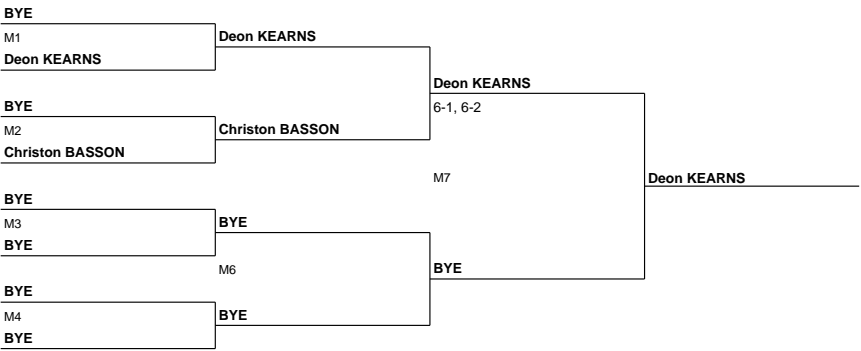 BYE
M1
Deon KEARNS
Deon KEARNS
Deon KEARNS
6-1, 6-2
BYE
M2
Christon BASSON
Christon BASSON
M7
Deon KEARNS
BYE
M3
BYE
BYE
M6
BYE
BYE
M4
BYE
BYE